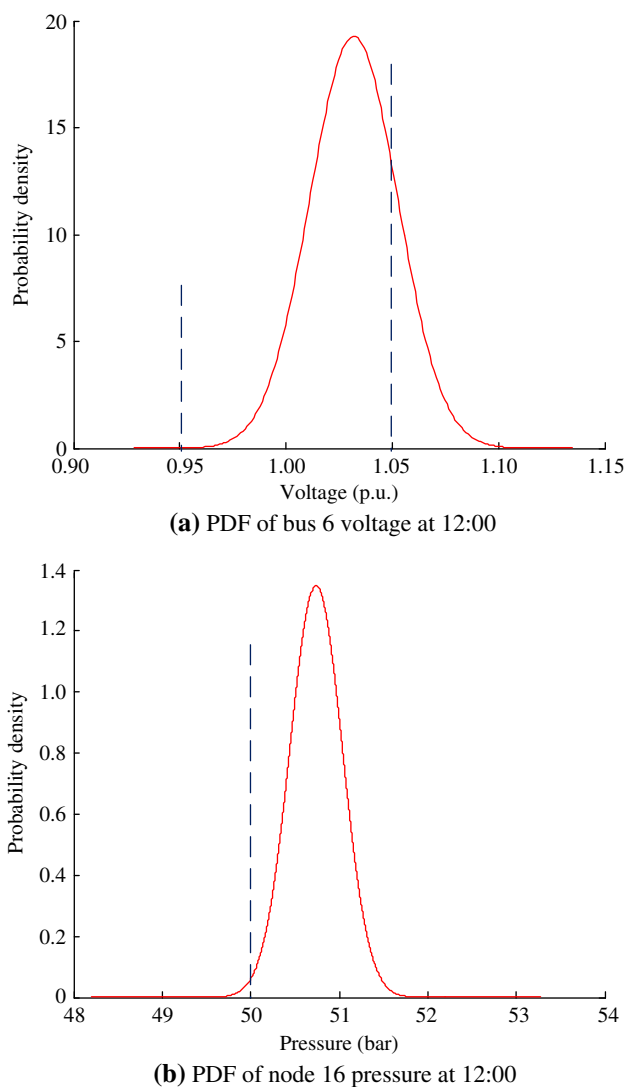 20
15
10
5
0
Probability density
0.90 0.95 1.00 1.05 1.10 1.15
Voltage (p.u.)
(a) PDF of bus 6 voltage at 12:00
1.4
1.2
1.0
0.8
0.6
0.4
0.2
0
Probability density
48 49 50 51 52 53 54
Pressure (bar)
(b) PDF of node 16 pressure at 12:00